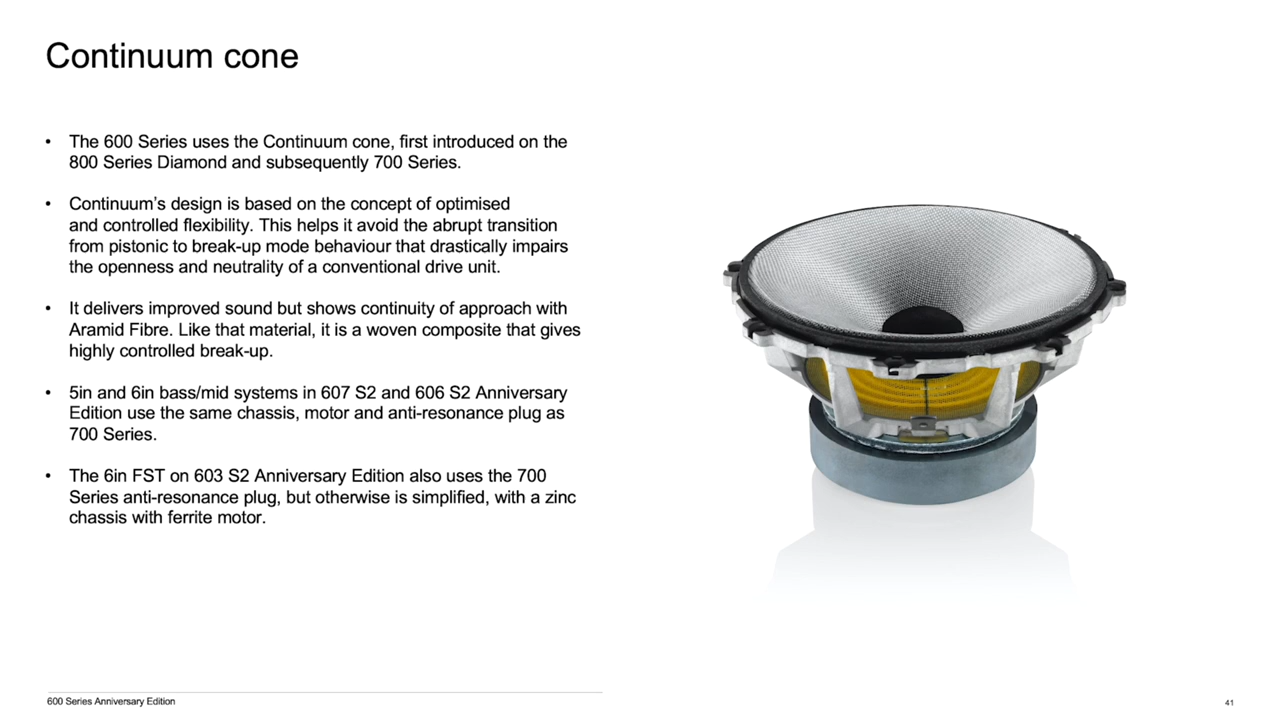 Continuum cone
• The 600 Series uses the Continuum cone, first introduced on the
800 Series Diamond and subsequently 700 Series.
• Continuum’s design is based on the concept of optimised
and controlled flexibility. This helps it avoid the abrupt transition
from pistonic to break-up mode behaviour that drastically impairs
the openness and neutrality of a conventional drive unit.
• It delivers improved sound but shows continuity of approach with
Aramid Fibre. Like that material, it is a woven composite that gives
highly controlled break-up.
• 5in and 6in bass/mid systems in 607 S2 and 606 S2 Anniversary
Edition use the same chassis, motor and anti-resonance plug as
700 Series.
• The 6in FST on 603 S2 Anniversary Edition also uses the 700
Series anti-resonance plug, but otherwise is simplified, with a zinc
chassis with ferrite motor.
600 Series Anniversary Edition
41